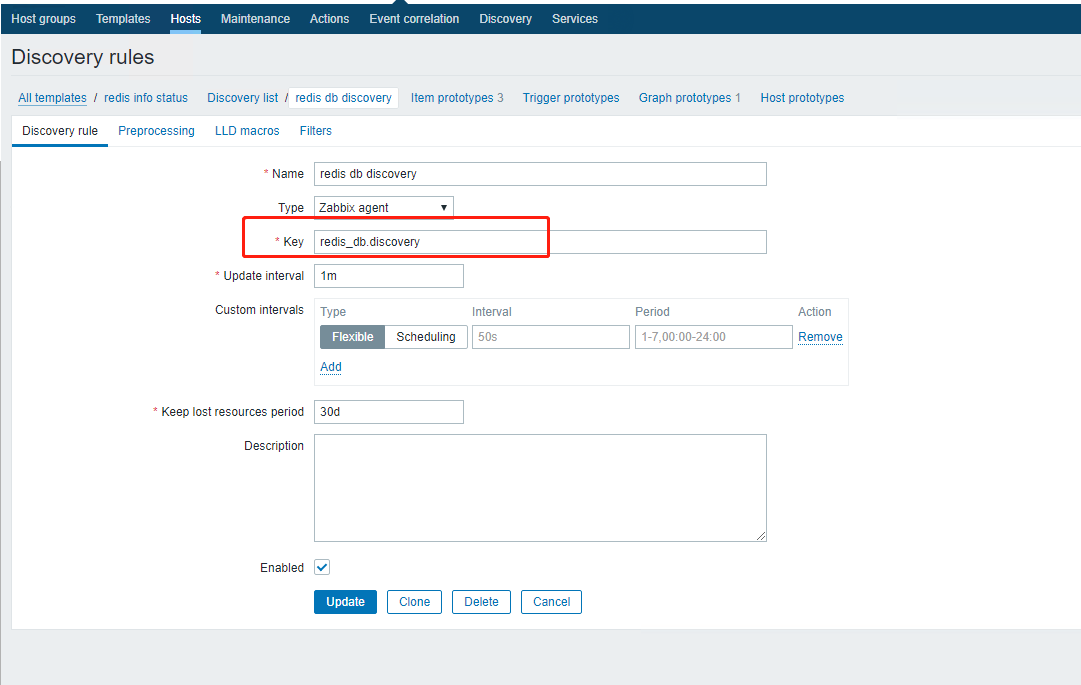 Host groups Templates Hosts Maintenance Actions Event correlation Discovery Services
Discovery rules
All templates / redis info status Discovery list / redis db discovery Item prototypes 3 Trigger prototypes Graph prototypes 1 Host prototypes
Discovery rule Preprocessing LLD macros Filters
* Name redis db discovery
Type Zabbix agent
* Key redis_db.discovery
* Update interval 1m
Custom intervals Type Interval Period Action
Flexible Scheduling 50s 1-7,00:00-24:00 Remove
Add
* Keep lost resources period 30d
Description
Enabled
Update Clone Delete Cancel